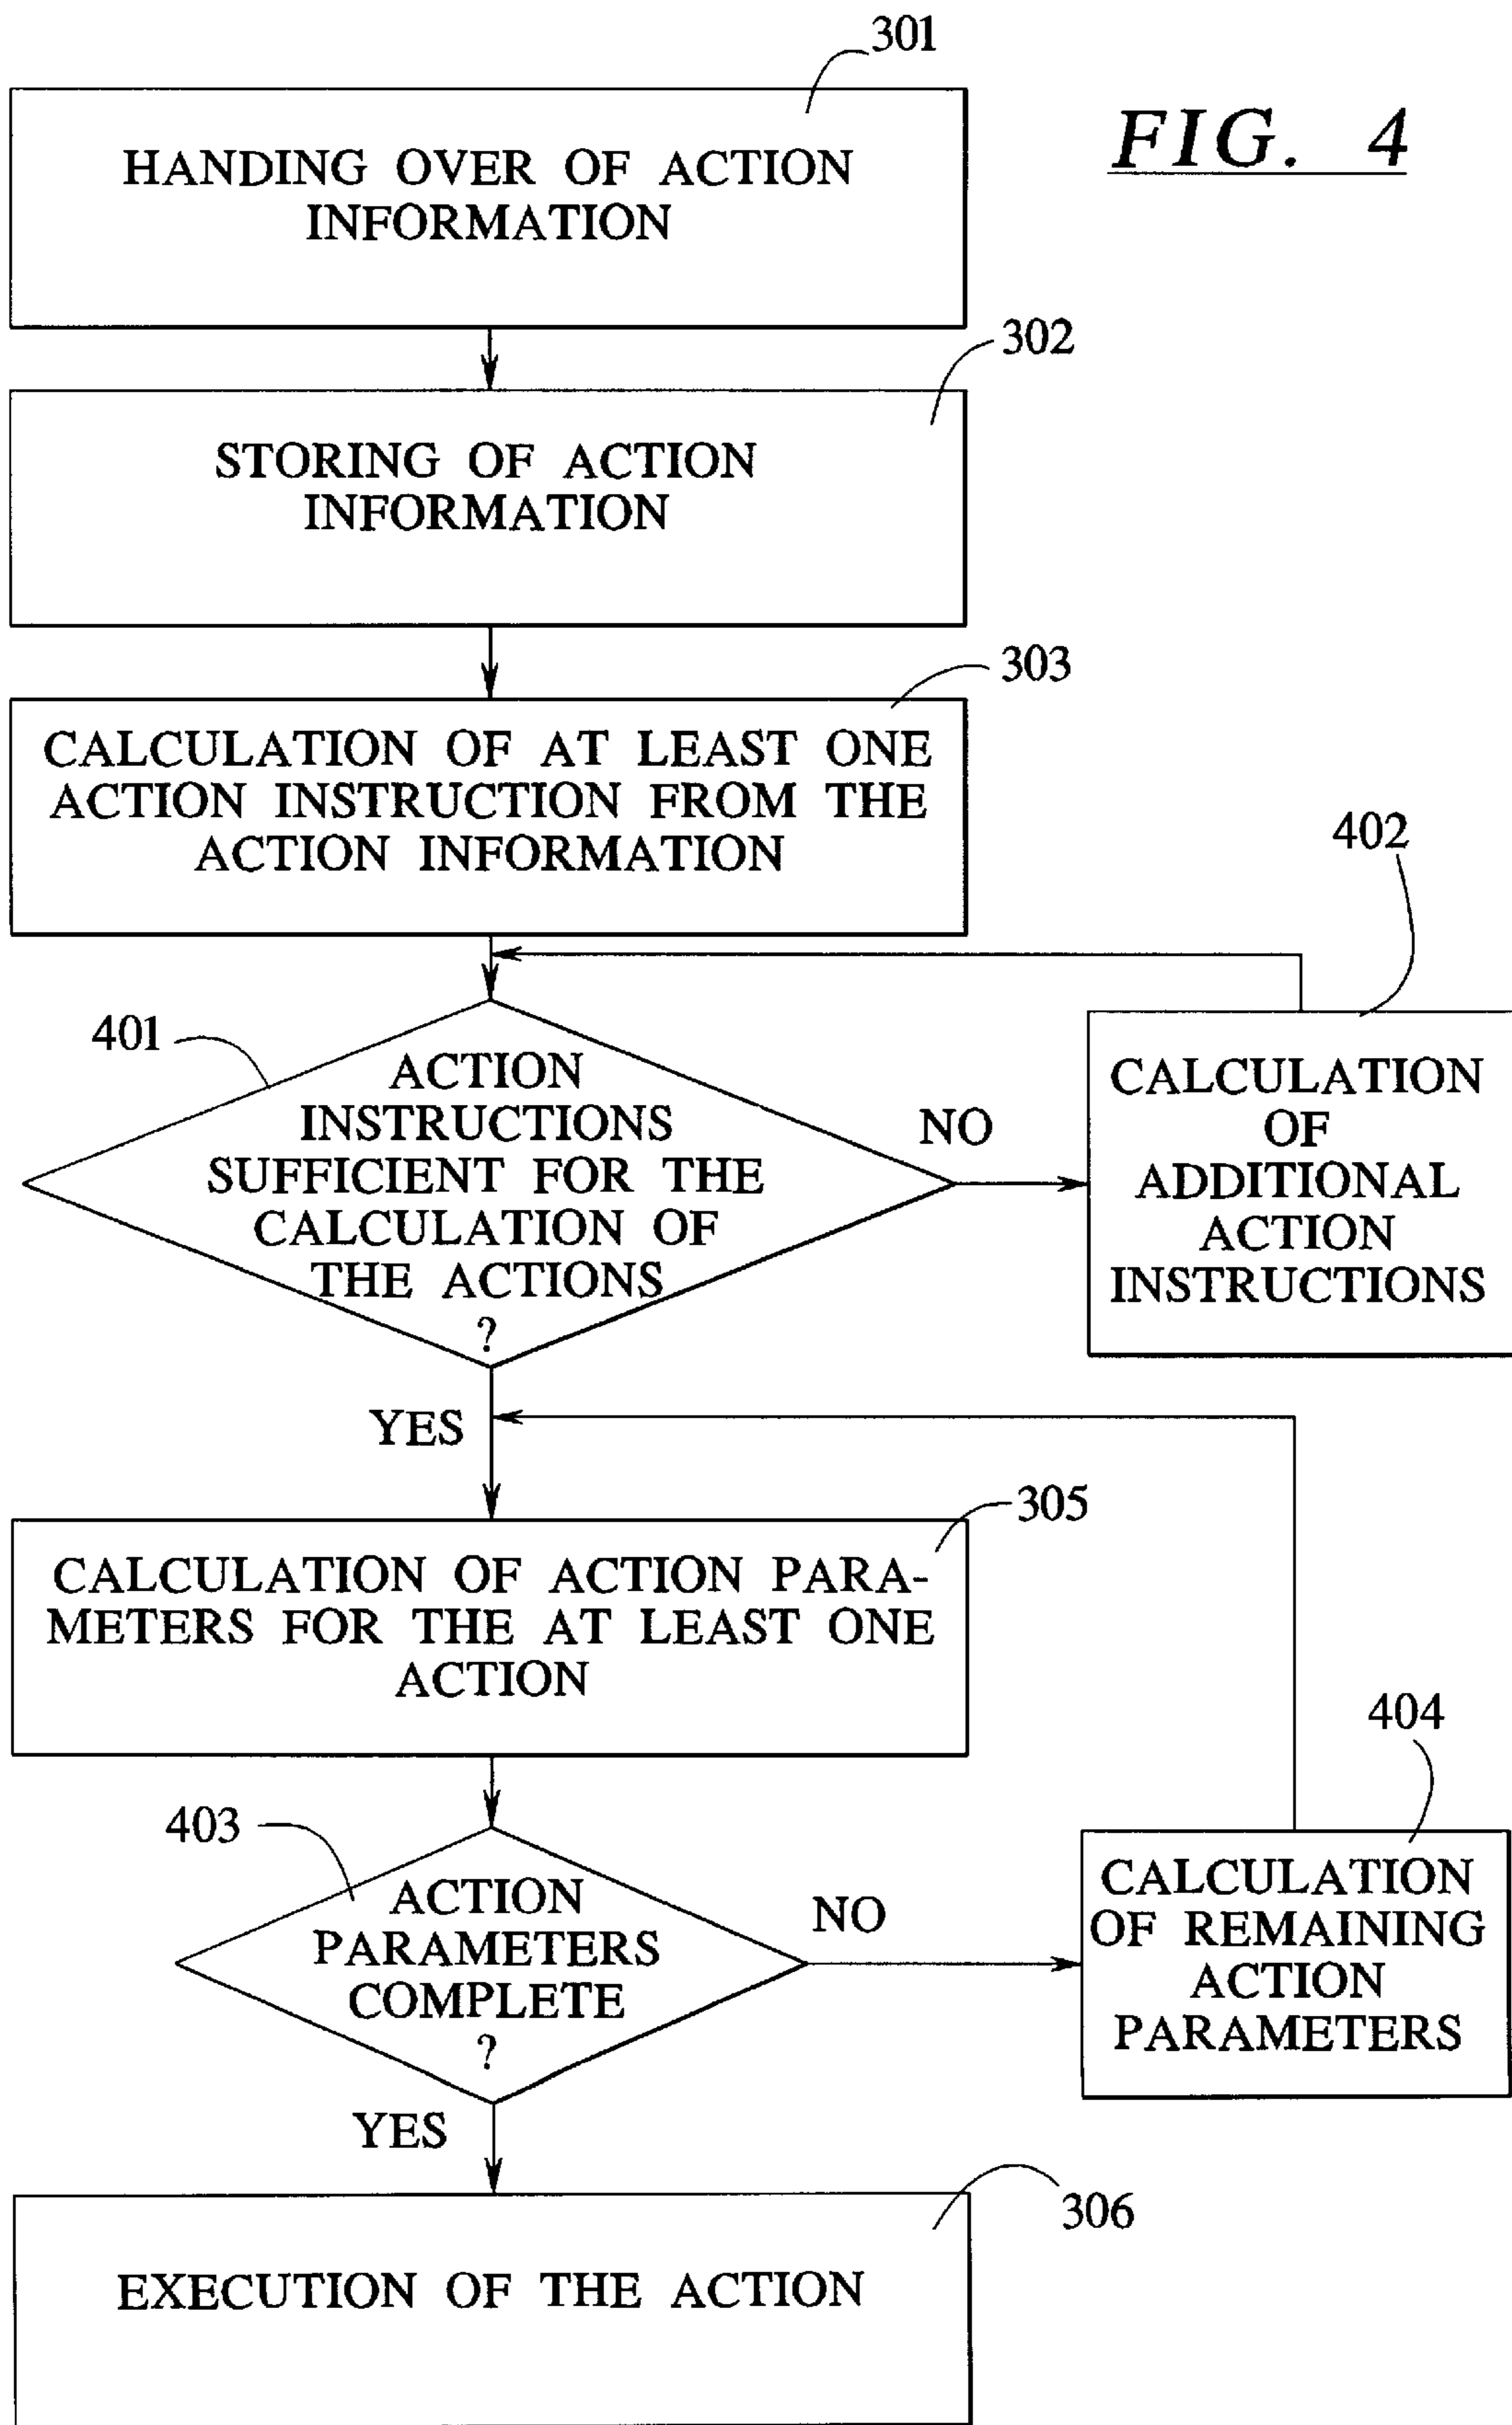 301
FIG. 4
HANDING OVER OF ACTION
INFORMATION
302
STORING OF ACTION
INFORMATION
303
CALCULATION OF AT LEAST ONE
ACTION INSTRUCTION FROM THE
ACTION INFORMATION
402
401
ACTION
INSTRUCTIONS
SUFFICIENT FOR THE
CALCULATION OF
THE ACTIONS
?
NO
CALCULATION
OF
ADDITIONAL
ACTION
INSTRUCTIONS
YES
305
CALCULATION OF ACTION PARA-
METERS FOR THE AT LEAST ONE
ACTION
404
403
ACTION
PARAMETERS
COMPLETE
?
NO
CALCULATION
OF REMAINING
ACTION
PARAMETERS
YES
306
EXECUTION OF THE ACTION